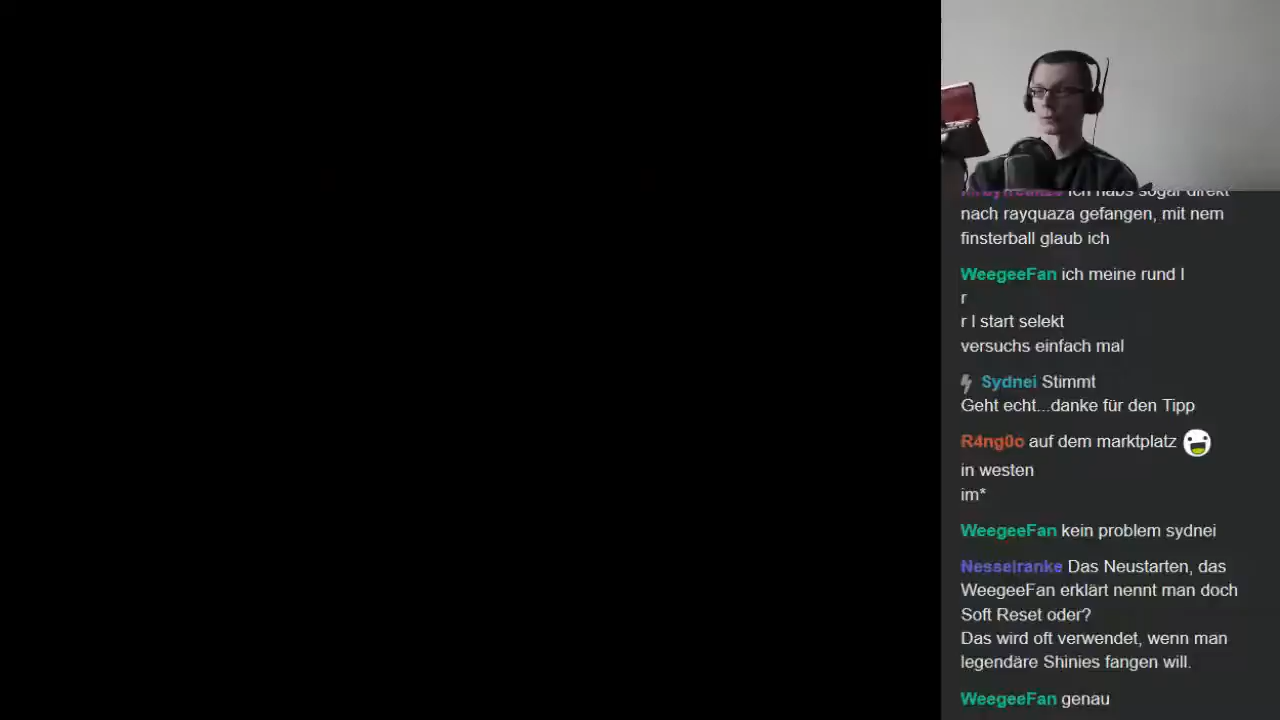 ich habs sogar direkt
nach rayquaza gefangen, mit nem
finsterball glaub ich
WeegeeFan ich meine rund l
r
r l start selekt
versuchs einfach mal
Sydnei Stimmt
Geht echt...danke für den Tipp
R4ng0o auf dem marktplatz
in westen
im*
WeegeeFan kein problem sydnei
Nesselranke Das Neustarten, das
WeegeeFan erklärt nennt man doch
Soft Reset oder?
Das wird oft verwendet, wenn man
legendäre Shinies fangen will.
WeegeeFan genau